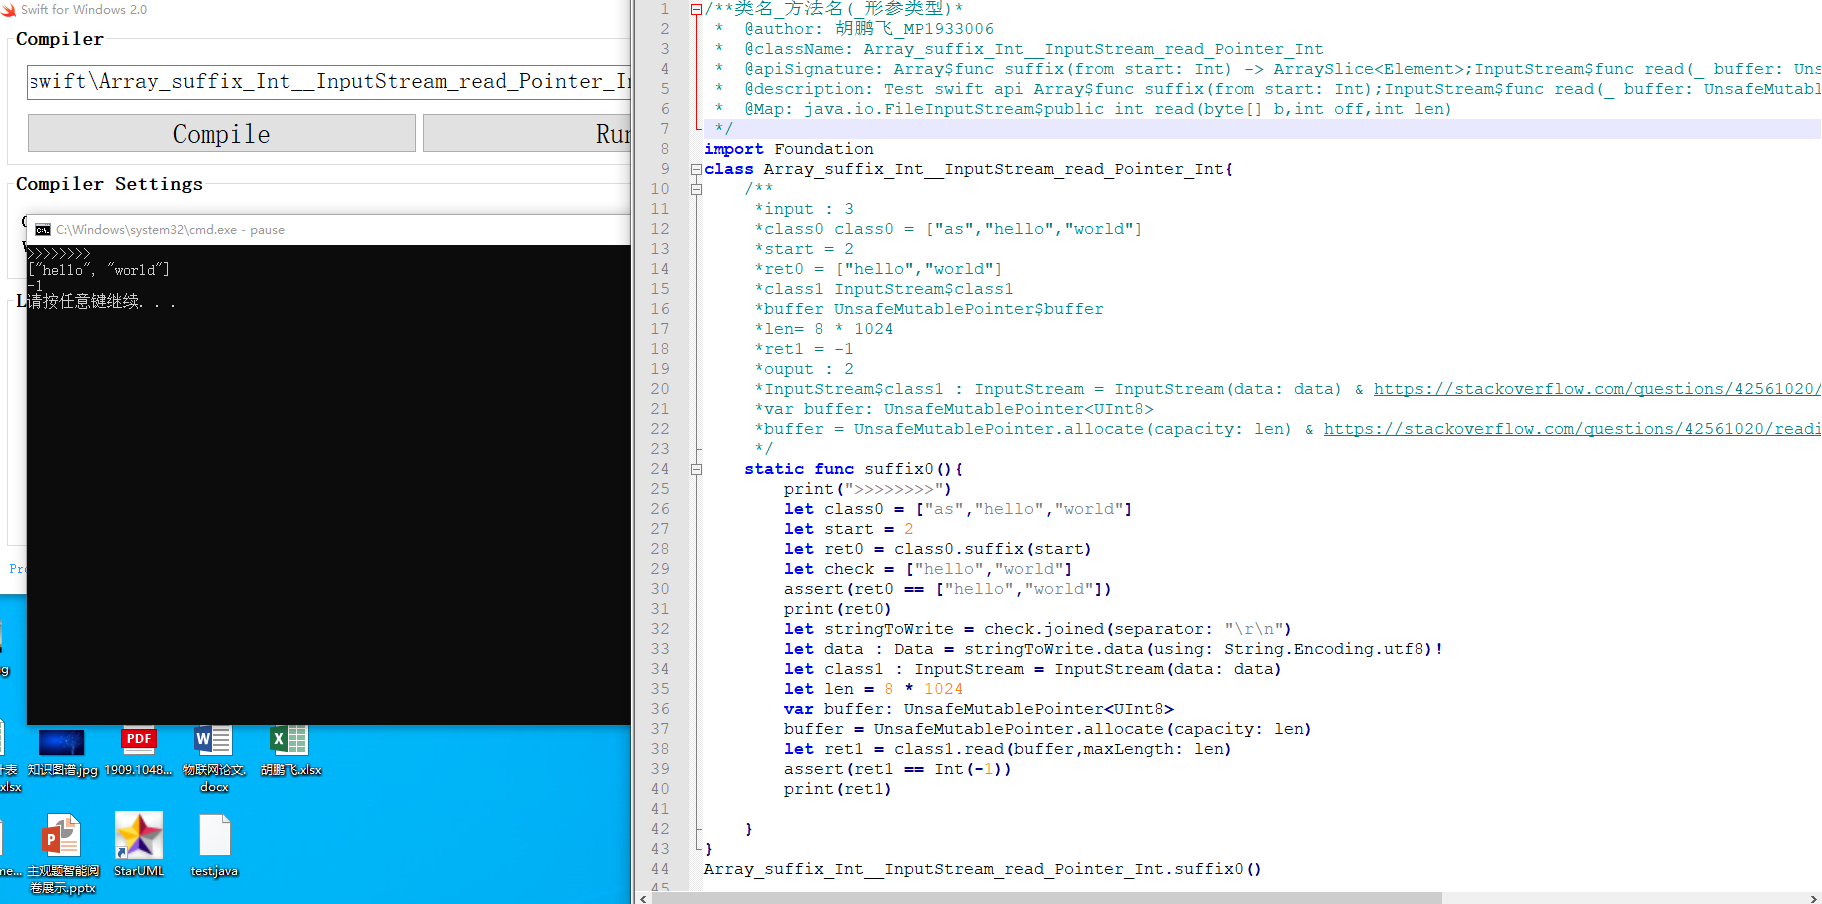 Swift for Windows 2.0
Compiler
swift\Array_suffix_Int__InputStream_read_Pointer_In
Compile
Run
Compiler Settings
C:\Windows\system32\cmd.exe - pause
>>>>>>>>
["hello", "world"]
-1
请按任意键继续. . .
知识图谱.jpg
1909.1048...
物联网论文.docx
胡鹏飞.xlsx
xlsx
主观题智能阅卷展示.pptx
StarUML
test.java
1 /**类名_方法名(_形参类型)*
2 * @author: 胡鹏飞_MP1933006
3 * @className: Array_suffix_Int__InputStream_read_Pointer_Int
4 * @apiSignature: Array$func suffix(from start: Int) -> ArraySlice<Element>;InputStream$func read(_ buffer: Uns
5 * @description: Test swift api Array$func suffix(from start: Int);InputStream$func read(_ buffer: UnsafeMutabl
6 * @Map: java.io.FileInputStream$public int read(byte[] b,int off,int len)
7 */
8 import Foundation
9 class Array_suffix_Int__InputStream_read_Pointer_Int{
10 /**
11 *input : 3
12 *class0 class0 = ["as","hello","world"]
13 *start = 2
14 *ret0 = ["hello","world"]
15 *class1 InputStream$class1
16 *buffer UnsafeMutablePointer$buffer
17 *len= 8 * 1024
18 *ret1 = -1
19 *ouput : 2
20 *InputStream$class1 : InputStream = InputStream(data: data) & https://stackoverflow.com/questions/42561020/
21 *var buffer: UnsafeMutablePointer<UInt8>
22 *buffer = UnsafeMutablePointer.allocate(capacity: len) & https://stackoverflow.com/questions/42561020/readi
23 */
24 static func suffix0(){
25 print(">>>>>>>>")
26 let class0 = ["as","hello","world"]
27 let start = 2
28 let ret0 = class0.suffix(start)
29 let check = ["hello","world"]
30 assert(ret0 == ["hello","world"])
31 print(ret0)
32 let stringToWrite = check.joined(separator: "\r\n")
33 let data : Data = stringToWrite.data(using: String.Encoding.utf8)!
34 let class1 : InputStream = InputStream(data: data)
35 let len = 8 * 1024
36 var buffer: UnsafeMutablePointer<UInt8>
37 buffer = UnsafeMutablePointer.allocate(capacity: len)
38 let ret1 = class1.read(buffer,maxLength: len)
39 assert(ret1 == Int(-1))
40 print(ret1)
41
42 }
43 }
44 Array_suffix_Int__InputStream_read_Pointer_Int.suffix0()
45